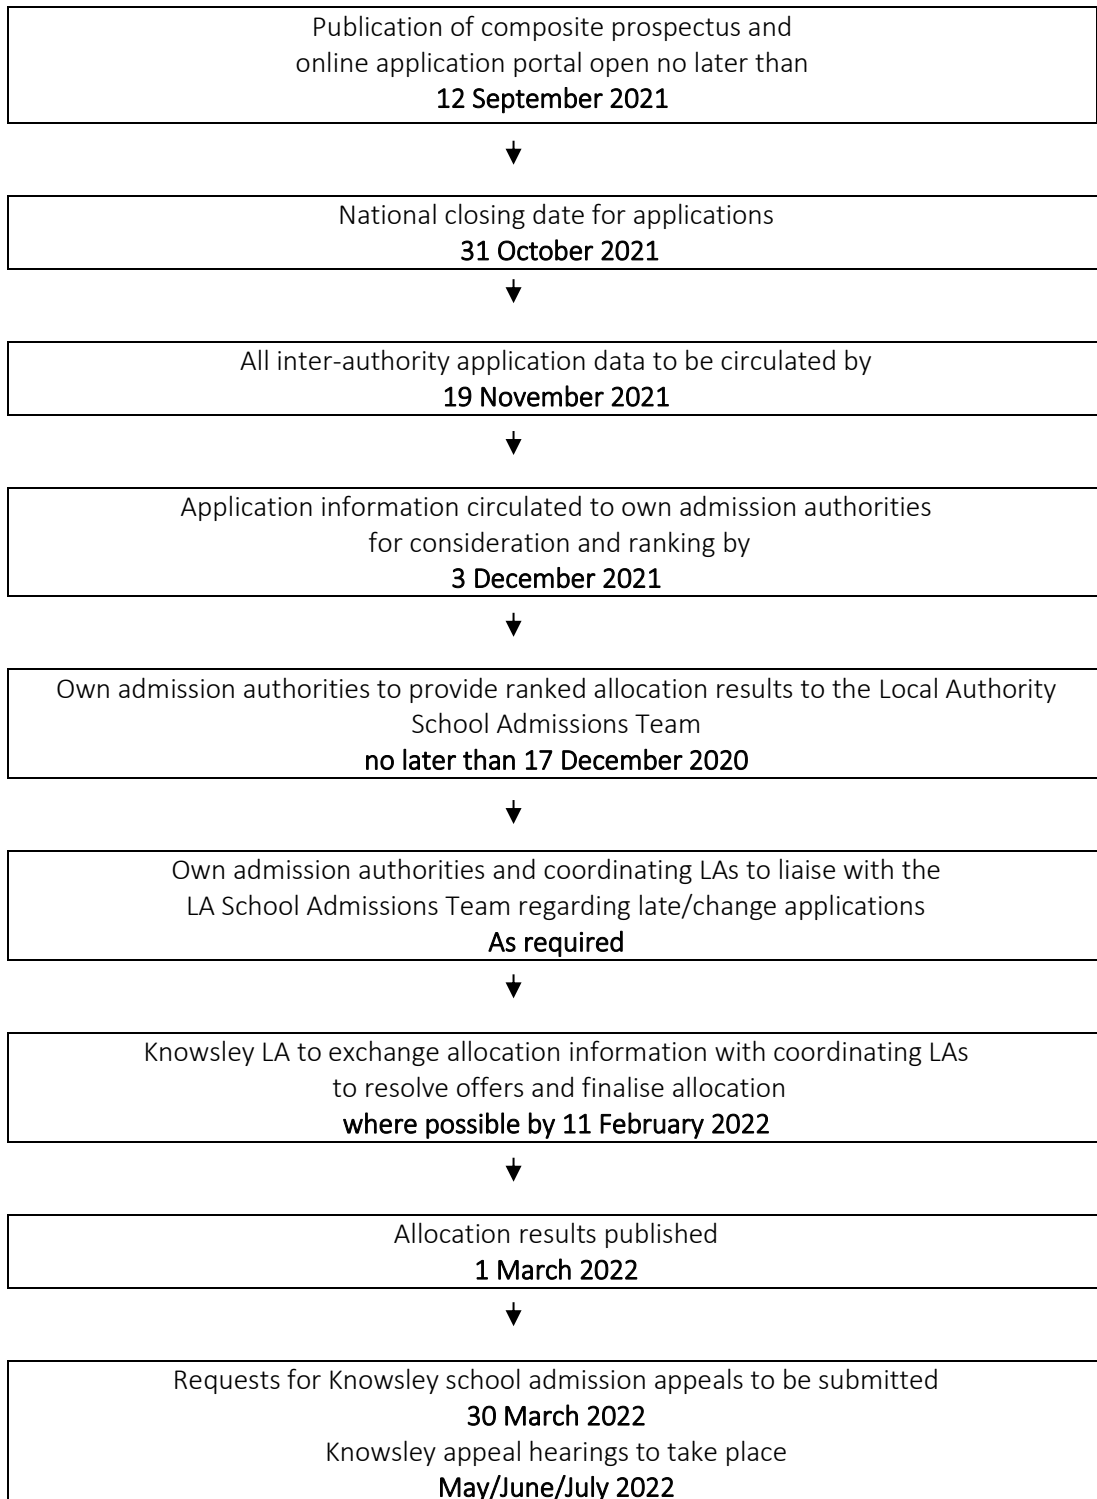 Publication of composite prospectus and
online application portal open no later than
12 September 2021
National closing date for applications
31 October 2021
All inter-authority application data to be circulated by
19 November 2021
Application information circulated to own admission authorities
for consideration and ranking by
3 December 2021
Own admission authorities to provide ranked allocation results to the Local Authority
School Admissions Team
no later than 17 December 2020
Own admission authorities and coordinating LAs to liaise with the
LA School Admissions Team regarding late/change applications
As required
Knowsley LA to exchange allocation information with coordinating LAs
to resolve offers and finalise allocation
where possible by 11 February 2022
Allocation results published
1 March 2022
Requests for Knowsley school admission appeals to be submitted
30 March 2022
Knowsley appeal hearings to take place
May/June/July 2022